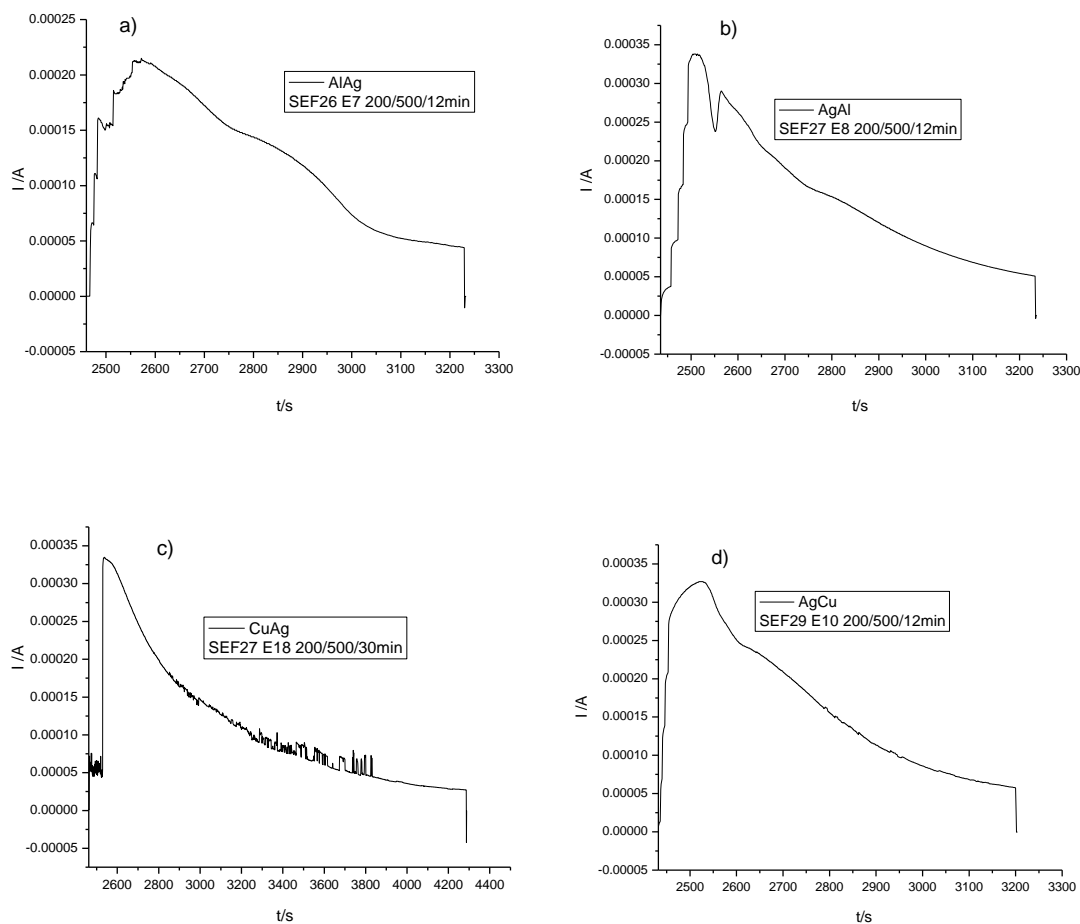 a)
AlAg
SEF26 E7 200/500/12min
0.00025
0.00020
0.00015
0.00010
0.00005
0.00000
-0.00005
I /A
2500 2600 2700 2800 2900 3000 3100 3200 3300
t/s
b)
AgAl
SEF27 E8 200/500/12min
0.00035
0.00030
0.00025
0.00020
0.00015
0.00010
0.00005
0.00000
-0.00005
I /A
2500 2600 2700 2800 2900 3000 3100 3200 3300
t/s
c)
CuAg
SEF27 E18 200/500/30min
0.00035
0.00030
0.00025
0.00020
0.00015
0.00010
0.00005
0.00000
-0.00005
I /A
2600 2800 3000 3200 3400 3600 3800 4000 4200 4400
t/s
d)
AgCu
SEF29 E10 200/500/12min
0.00035
0.00030
0.00025
0.00020
0.00015
0.00010
0.00005
0.00000
-0.00005
I /A
2500 2600 2700 2800 2900 3000 3100 3200 3300
t/s